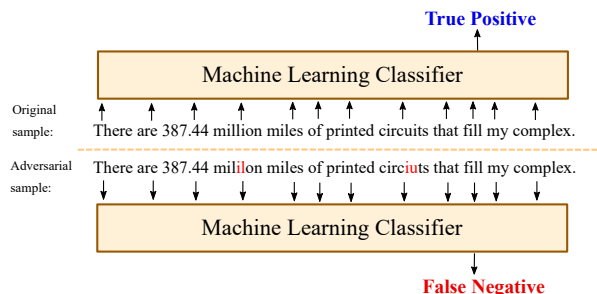 True Positive
Machine Learning Classifier
Original
sample:
There are 387.44 million miles of printed circuits that fill my complex.
Adversarial
sample:
There are 387.44 mililon miles of printed circiuts that fill my complex.
Machine Learning Classifier
False Negative